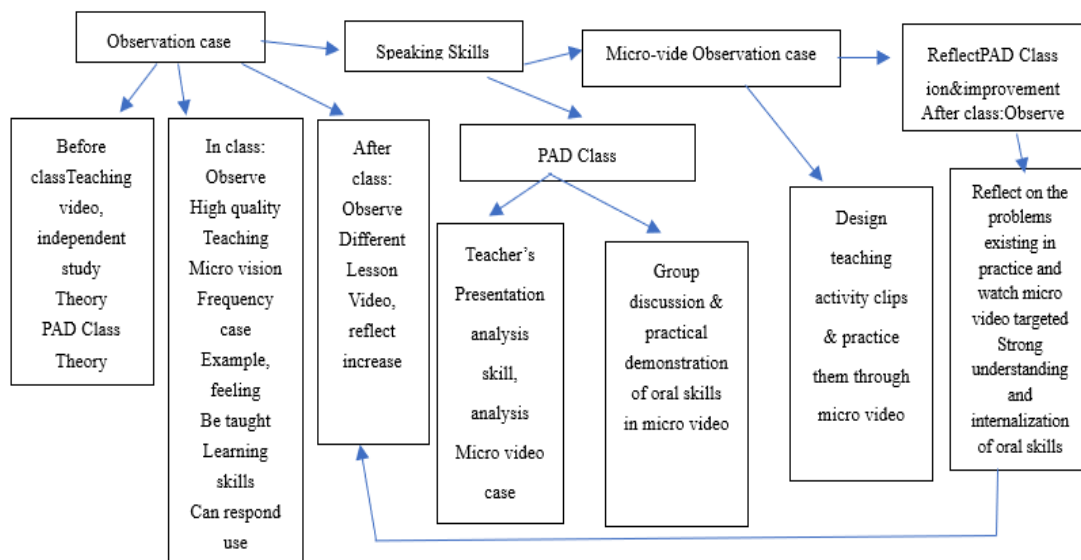 Observation case
Speaking Skills
Micro-vide Observation case
ReflectPAD Class
ion&improvement
After class:Observe
Before
classTeaching
video,
independent
study
Theory
PAD Class
Theory
In class:
Observe
High quality
Teaching
Micro vision
Frequency
case
Example,
feeling
Be taught
Learning
skills
Can respond
use
After
class:
Observe
Different
Lesson
Video,
reflect
increase
PAD Class
Teacher’s
Presentation
analysis
skill,
analysis
Micro video
case
Group
discussion &
practical
demonstration
of oral skills
in micro video
Design
teaching
activity clips
& practice
them through
micro video
Reflect on the
problems
existing in
practice and
watch micro
video targeted
Strong
understanding
and
internalization
of oral skills